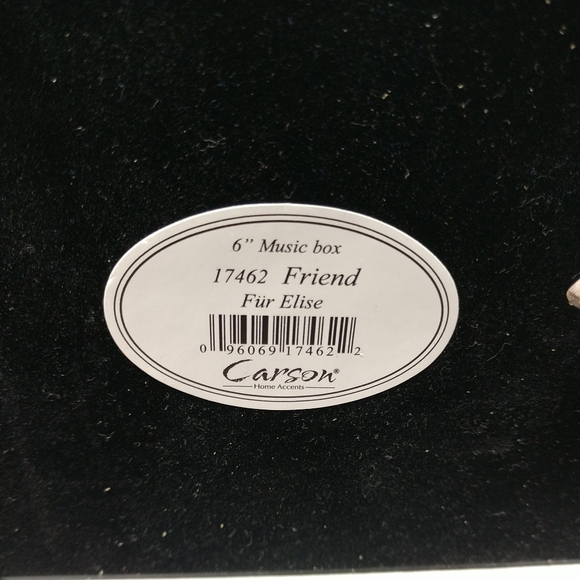 6" Music box
17462 Friend
Für Elise
0 96069 17462 2
Carson®
Home Accents